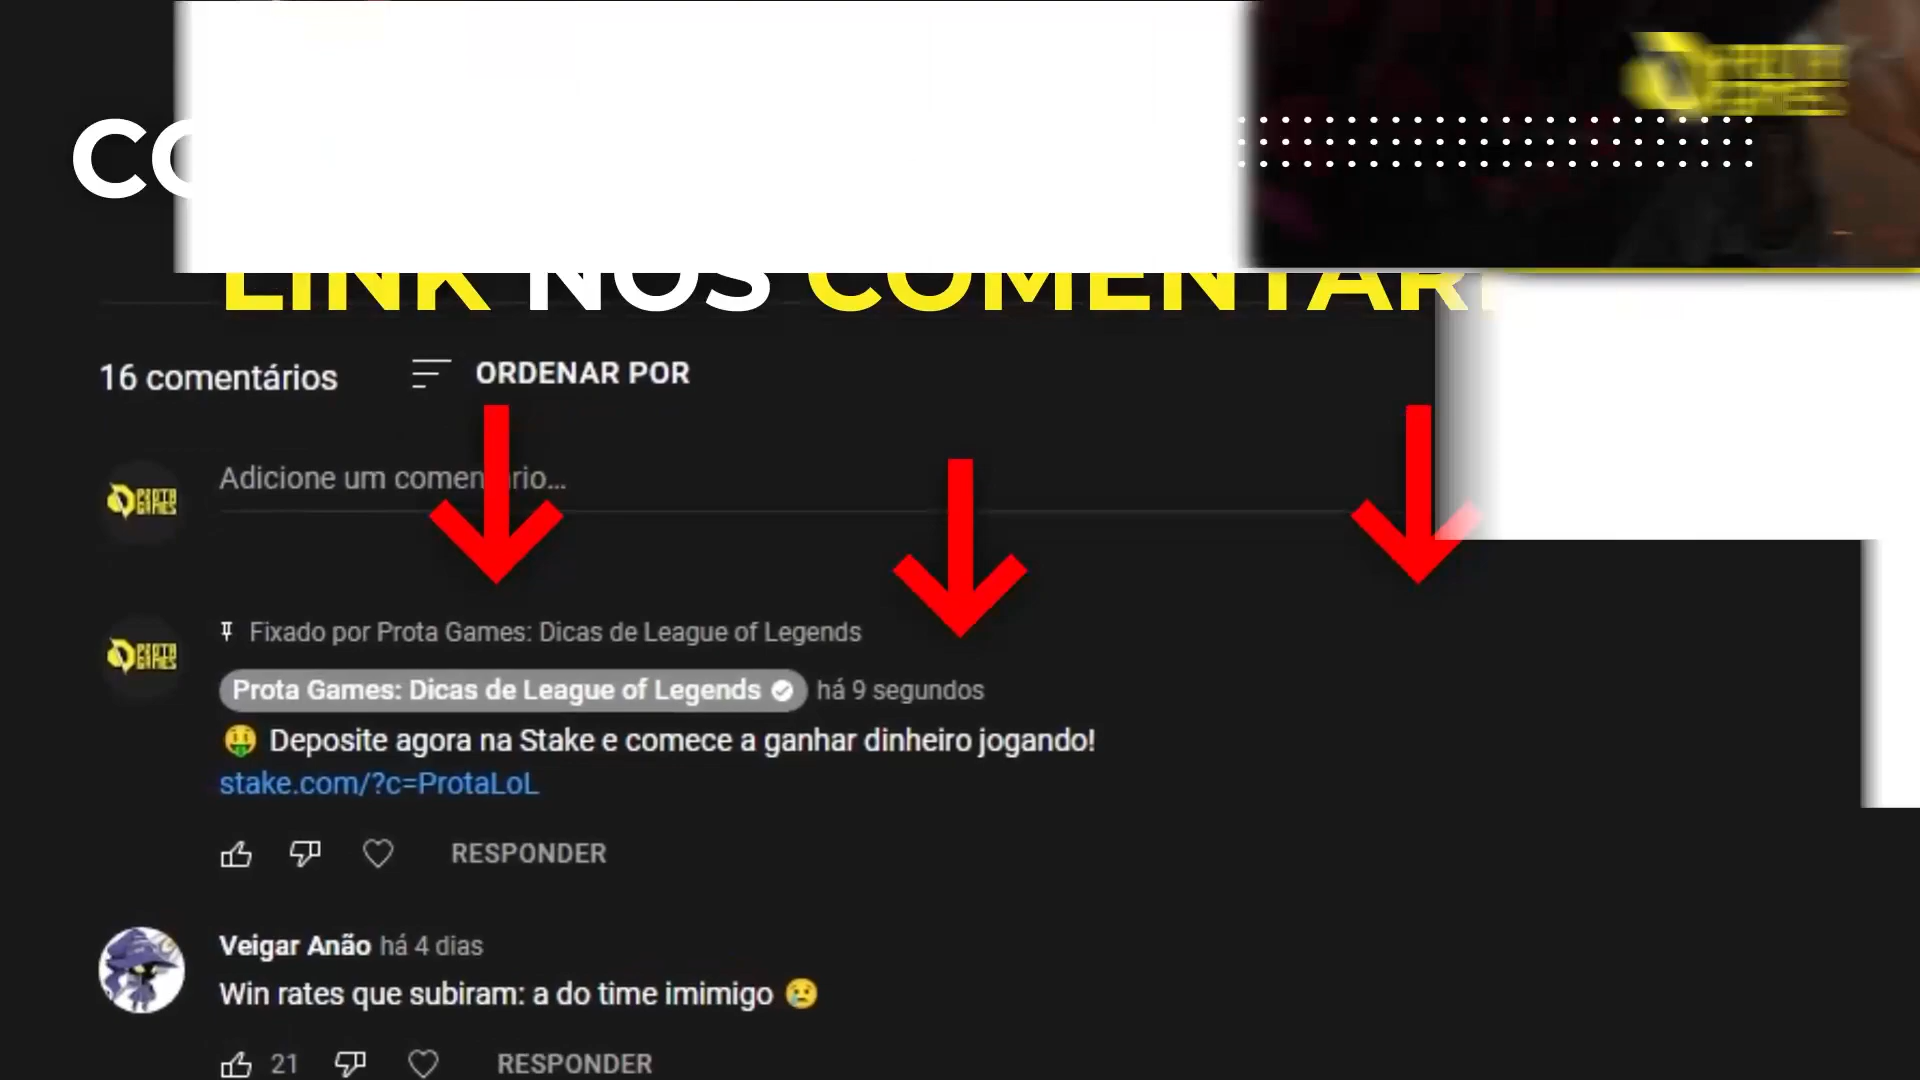 LINK NOS
16 comentários
ORDENAR POR
Adicione um
Fixado por Prota Games: Dicas de League of Legends
Prota Games: Dicas de League of Legends há 9 segundos
🤑 Deposite agora na Stake e comece a ganhar dinheiro jogando!
stake.com/?c=ProtaLoL
RESPONDER
Veigar Anão há 4 dias
Win rates que subiram: a do time imimigo 😢
21 RESPONDER